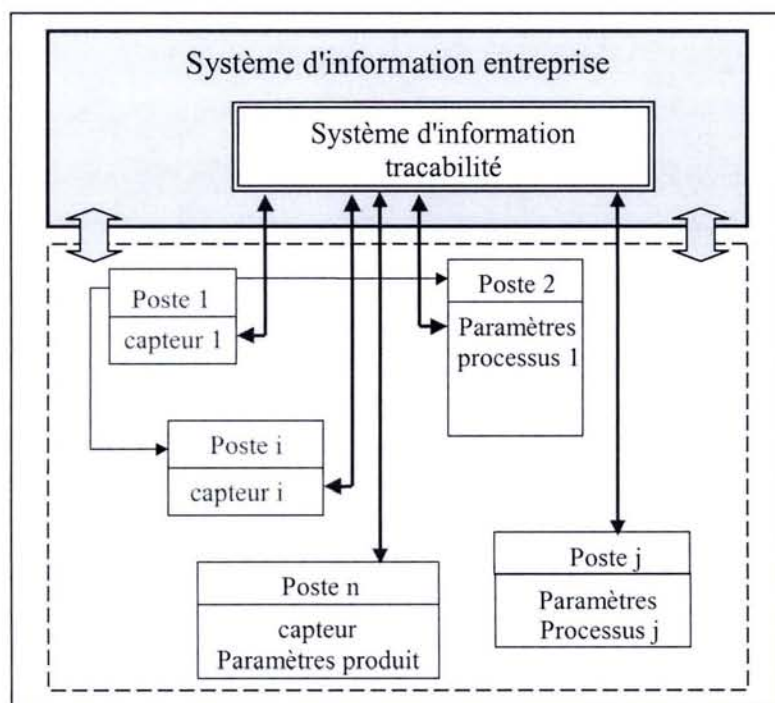 Système d'information entreprise
Système d'information
tracabilité
Poste 1
capteur 1
Poste 2
Paramètres
processus 1
Poste i
capteur i
Poste n
capteur
Paramètres produit
Poste j
Paramètres
Processus j